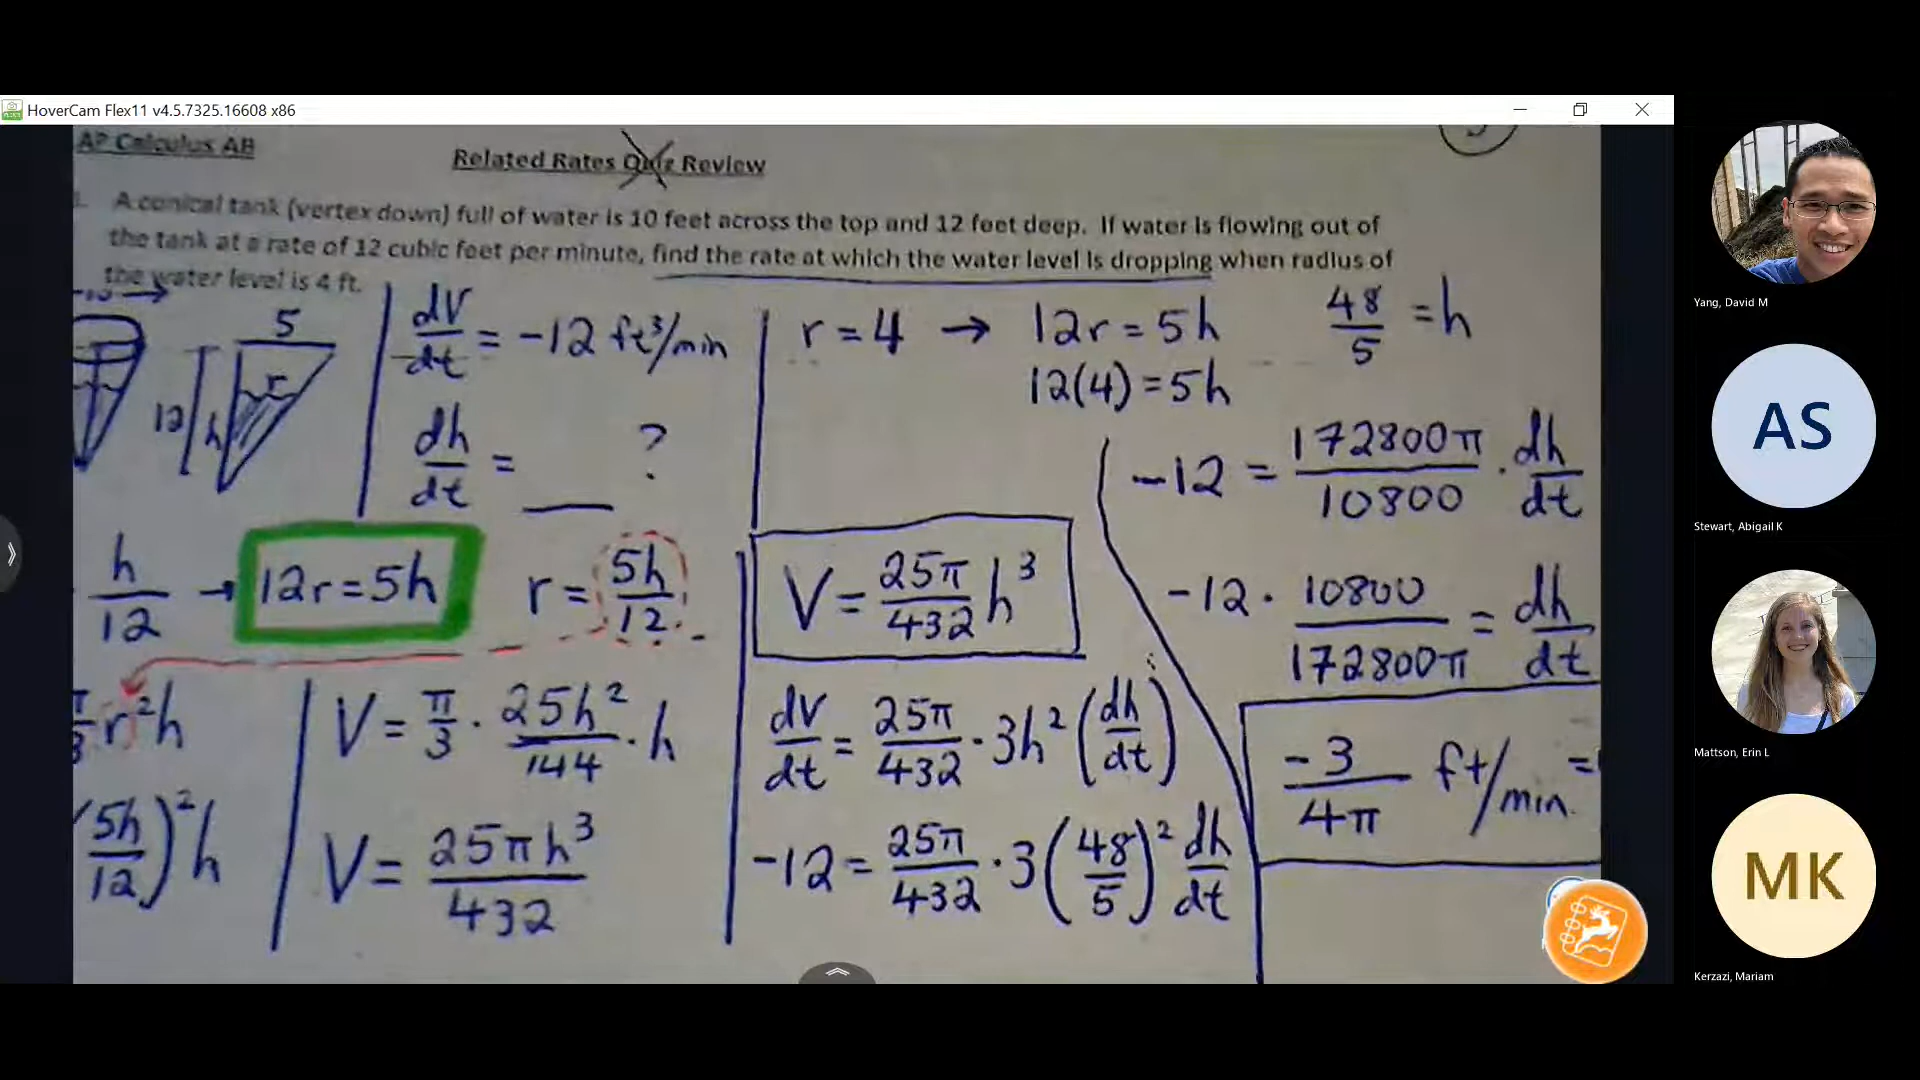 HoverCam Flex11 v4.5.7325.16608 x86
AP Calculus AB
Related Rates Quiz Review
A conical tank (vertex down) full of water is 10 feet across the top and 12 feet deep. If water is flowing out of
the tank at a rate of 12 cubic feet per minute, find the rate at which the water level is dropping when radius of
the water level is 4 ft.
5
r
12
h
dV/dt = -12 ft³/min
dh/dt = ___ ?
r = 4 → 12r = 5h
12(4) = 5h
48/5 = h
-12 = 172800π/10800 · dh/dt
h/12 → 12r = 5h
r = 5h/12
V = 25π/432 h³
-12 · 10800/172800π = dh/dt
r²h
V = π/3 · 25h²/144 · h
dV/dt = 25π/432 · 3h² (dh/dt)
-3/4π ft/min. =
(5h/12)² h
V = 25πh³/432
-12 = 25π/432 · 3 (48/5)² dh/dt
Yang, David M
AS
Stewart, Abigail K
Mattson, Erin L
MK
Kerzazi, Mariam